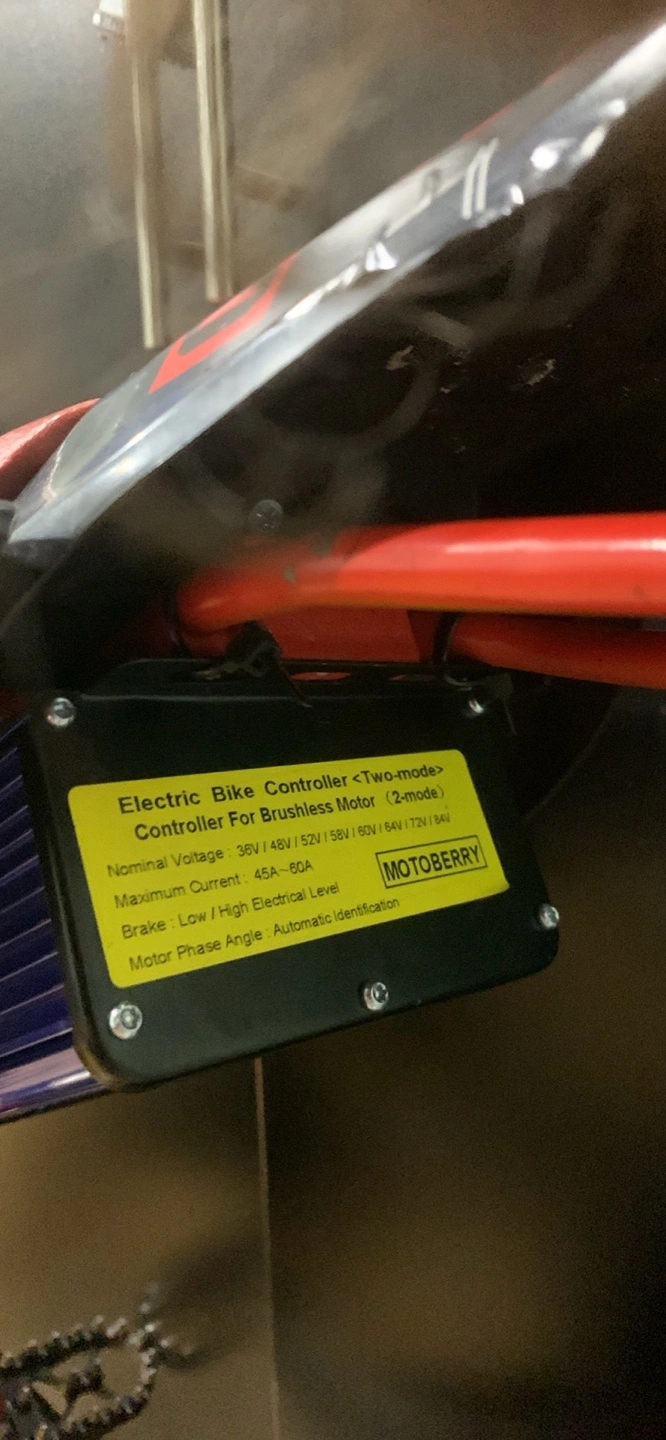 Electric Bike Controller <Two-mode>
Controller For Brushless Motor （2-mode）
Nominal Voltage : 36V / 48V / 52V / 58V / 60V / 64V / 72V / 84V
Maximum Current : 45A～60A
MOTOBERRY
Brake : Low / High Electrical Level
Motor Phase Angle : Automatic Identification